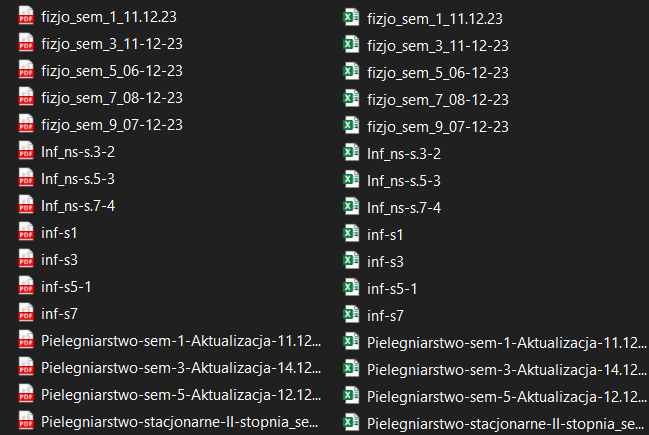 fizjo_sem_1_11.12.23
fizjo_sem_3_11-12-23
fizjo_sem_5_06-12-23
fizjo_sem_7_08-12-23
fizjo_sem_9_07-12-23
Inf_ns-s.3-2
Inf_ns-s.5-3
Inf_ns-s.7-4
inf-s1
inf-s3
inf-s5-1
inf-s7
Pielegniarstwo-sem-1-Aktualizacja-11.12...
Pielegniarstwo-sem-3-Aktualizacja-14.12...
Pielegniarstwo-sem-5-Aktualizacja-12.12...
Pielegniarstwo-stacjonarne-II-stopnia_se...
fizjo_sem_1_11.12.23
fizjo_sem_3_11-12-23
fizjo_sem_5_06-12-23
fizjo_sem_7_08-12-23
fizjo_sem_9_07-12-23
Inf_ns-s.3-2
Inf_ns-s.5-3
Inf_ns-s.7-4
inf-s1
inf-s3
inf-s5-1
inf-s7
Pielegniarstwo-sem-1-Aktualizacja-11.12...
Pielegniarstwo-sem-3-Aktualizacja-14.12...
Pielegniarstwo-sem-5-Aktualizacja-12.12...
Pielegniarstwo-stacjonarne-II-stopnia_se...